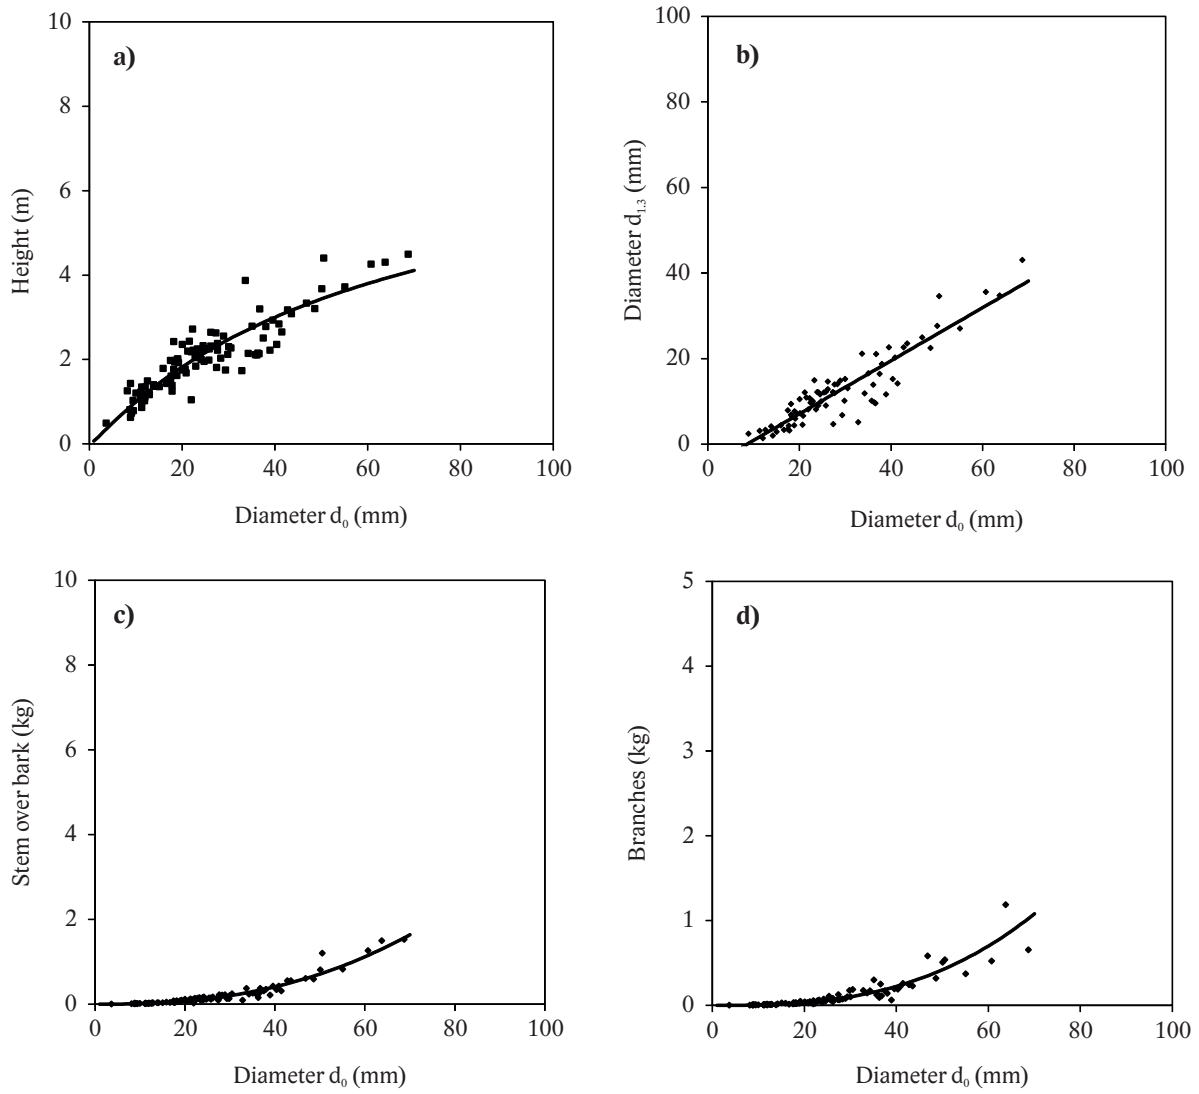 a)
Height (m)
10
8
6
4
2
0
0 20 40 60 80 100
Diameter d₀ (mm)
b)
Diameter d₁.₃ (mm)
100
80
60
40
20
0
0 20 40 60 80 100
Diameter d₀ (mm)
c)
Stem over bark (kg)
10
8
6
4
2
0
0 20 40 60 80 100
Diameter d₀ (mm)
d)
Branches (kg)
5
4
3
2
1
0
0 20 40 60 80 100
Diameter d₀ (mm)